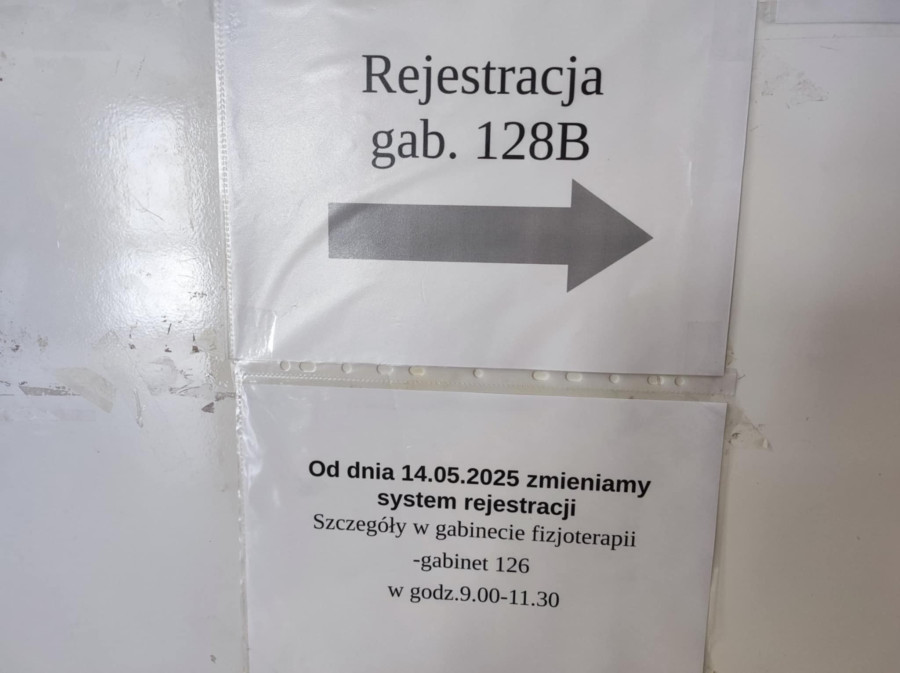 Rejestracja
gab. 128B
Od dnia 14.05.2025 zmieniamy
system rejestracji
Szczegóły w gabinecie fizjoterapii
-gabinet 126
w godz.9.00-11.30